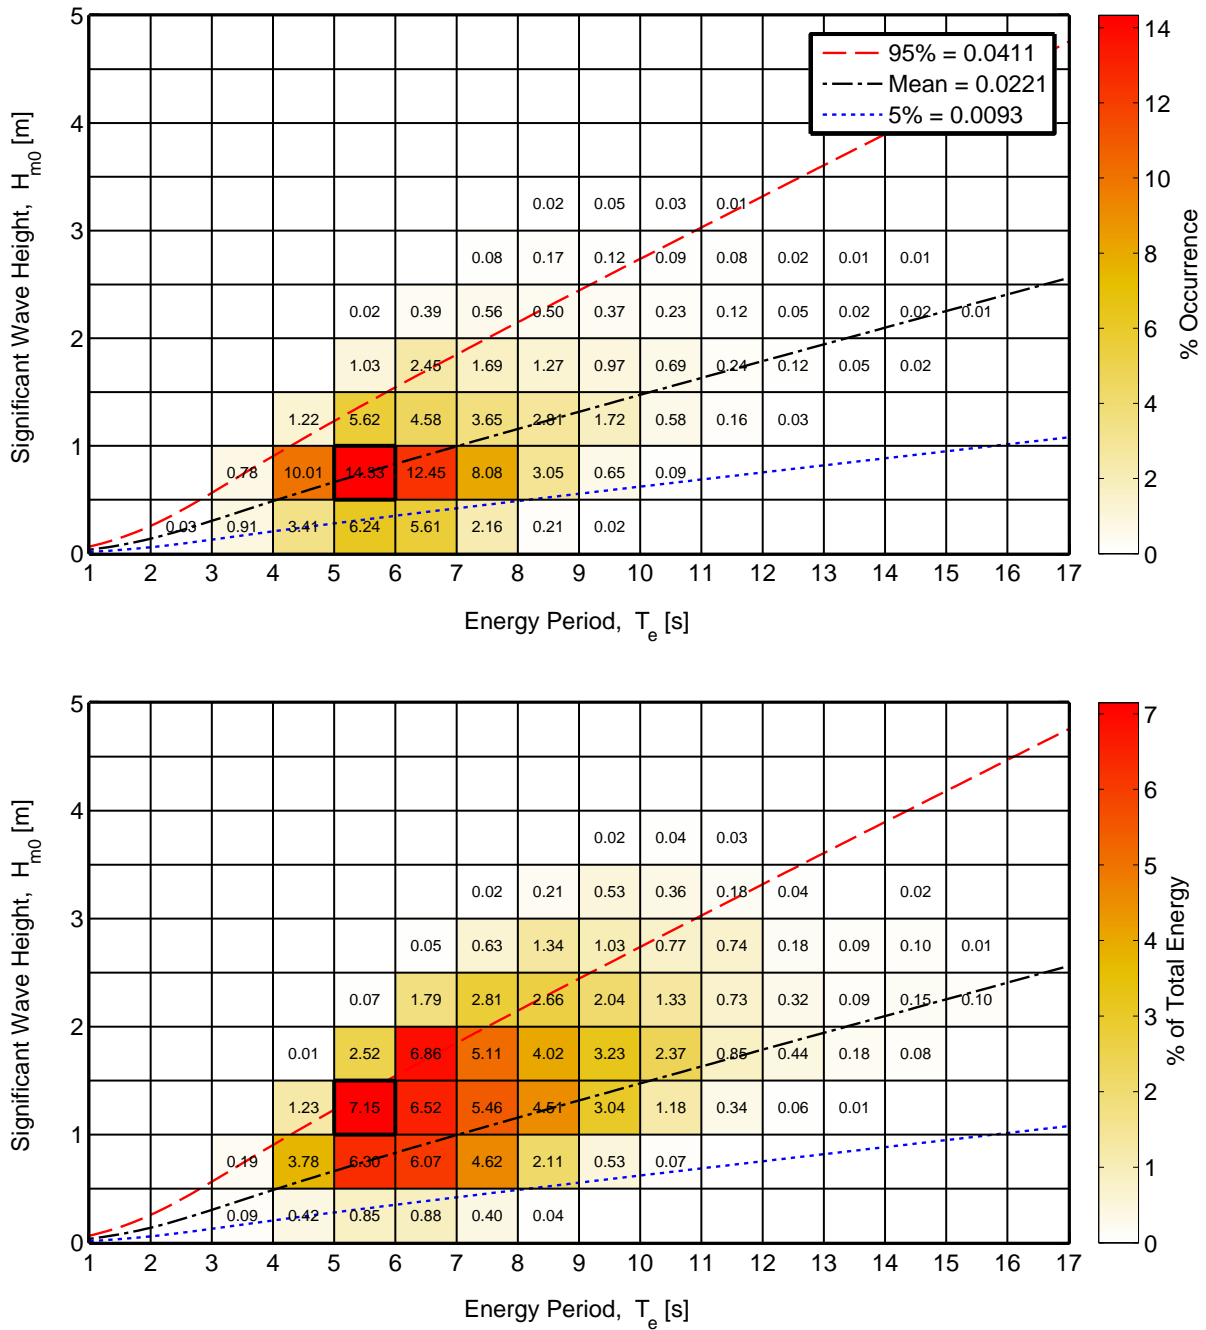 5
4
3
2
1
0
Significant Wave Height, H_m0 [m]
95% = 0.0411
Mean = 0.0221
5% = 0.0093
0.02 0.05 0.03 0.01
0.08 0.17 0.12 0.09 0.08 0.02 0.01 0.01
0.02 0.39 0.56 0.50 0.37 0.23 0.12 0.05 0.02 0.02 0.01
1.03 2.45 1.69 1.27 0.97 0.69 0.24 0.12 0.05 0.02
1.22 5.62 4.58 3.65 2.81 1.72 0.58 0.16 0.03
0.78 10.01 14.33 12.45 8.08 3.05 0.65 0.09
0.03 0.91 3.41 6.24 5.61 2.16 0.21 0.02
1 2 3 4 5 6 7 8 9 10 11 12 13 14 15 16 17
Energy Period, T_e [s]
14
12
10
8
6
4
2
0
% Occurrence
5
4
3
2
1
0
Significant Wave Height, H_m0 [m]
0.02 0.04 0.03
0.02 0.21 0.53 0.36 0.18 0.04 0.02
0.05 0.63 1.34 1.03 0.77 0.74 0.18 0.09 0.10 0.01
0.07 1.79 2.81 2.66 2.04 1.33 0.73 0.32 0.09 0.15 0.10
0.01 2.52 6.86 5.11 4.02 3.23 2.37 0.85 0.44 0.18 0.08
1.23 7.15 6.52 5.46 4.51 3.04 1.18 0.34 0.06 0.01
0.19 3.78 6.30 6.07 4.62 2.11 0.53 0.07
0.09 0.42 0.85 0.88 0.40 0.04
1 2 3 4 5 6 7 8 9 10 11 12 13 14 15 16 17
Energy Period, T_e [s]
7
6
5
4
3
2
1
0
% of Total Energy